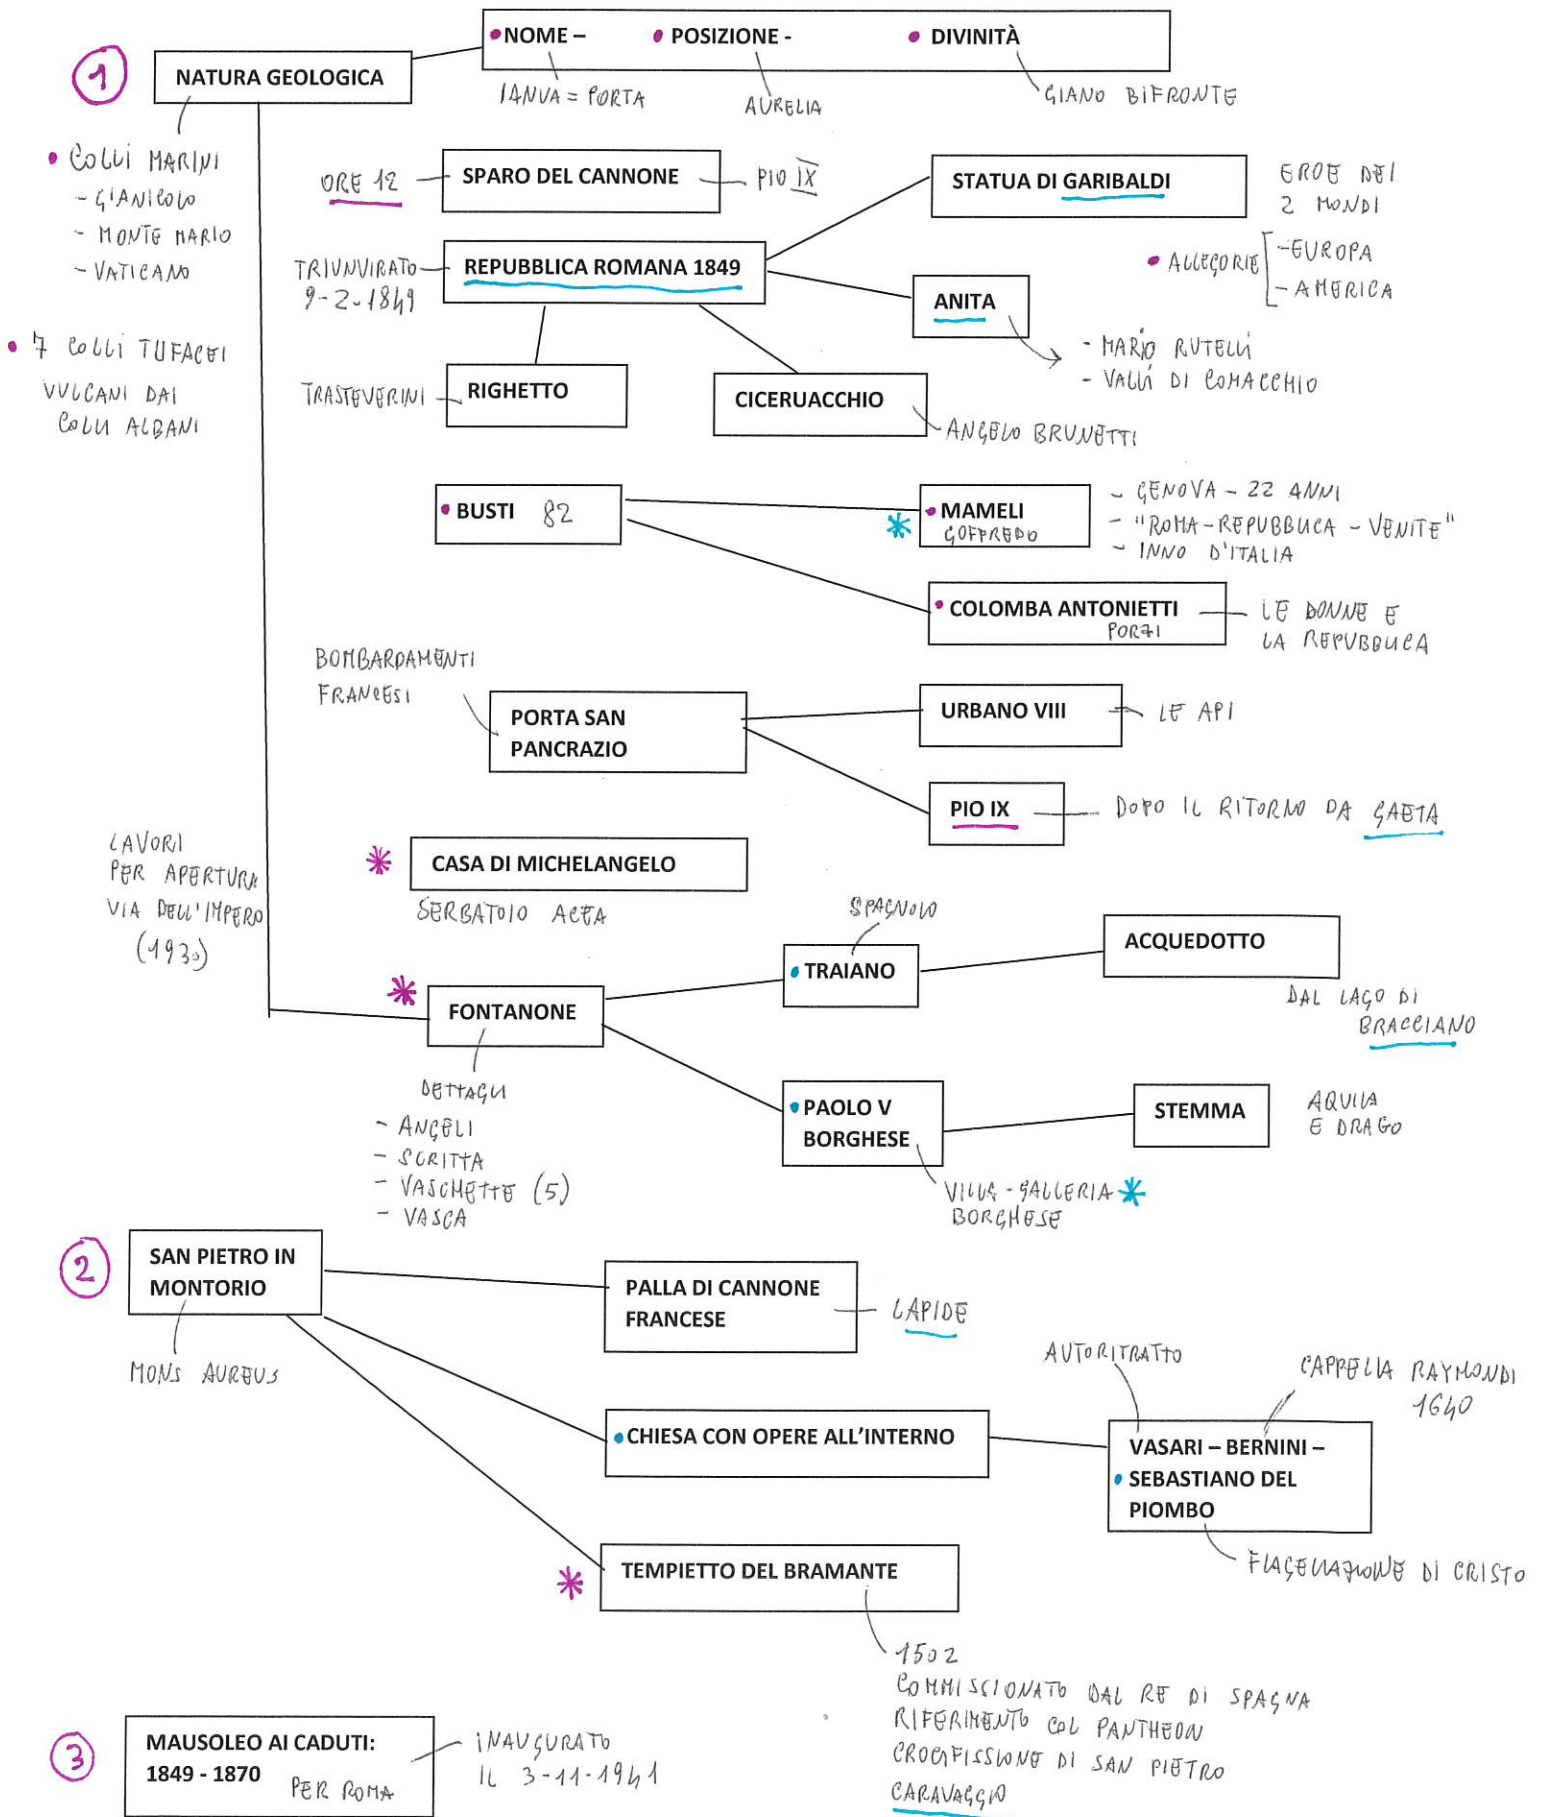 1
NATURA GEOLOGICA
• NOME –   • POSIZIONE -   • DIVINITÀ
IANUA = PORTA
AURELIA
GIANO BIFRONTE
• COLLI MARINI
- GIANICOLO
- MONTE MARIO
- VATICANO
• 7 COLLI TUFACEI
VULCANI DAI
COLLI ALBANI
ORE 12
SPARO DEL CANNONE
PIO IX
STATUA DI GARIBALDI
EROE DEI
2 MONDI
• ALLEGORIE
- EUROPA
- AMERICA
TRIUNVIRATO
9-2-1849
REPUBBLICA ROMANA 1849
ANITA
- MARIO RUTELLI
- VALLI DI COMACCHIO
TRASTEVERINI
RIGHETTO
CICERUACCHIO
ANGELO BRUNETTI
• BUSTI 82
• MAMELI
GOFFREDO
- GENOVA - 22 ANNI
- "ROMA - REPUBBLICA - VENITE"
- INNO D'ITALIA
• COLOMBA ANTONIETTI
PORZI
LE DONNE E
LA REPUBBLICA
BOMBARDAMENTI
FRANCESI
PORTA SAN
PANCRAZIO
URBANO VIII
LE API
PIO IX
DOPO IL RITORNO DA GAETA
LAVORI
PER APERTURA
VIA DELL'IMPERO
(1930)
* CASA DI MICHELANGELO
SERBATOIO ACEA
* FONTANONE
SPAGNOLO
• TRAIANO
ACQUEDOTTO
DAL LAGO DI
BRACCIANO
DETTAGLI
- ANGELI
- SCRITTA
- VASCHETTE (5)
- VASCA
• PAOLO V
BORGHESE
STEMMA
AQUILA
E DRAGO
VILLA - GALLERIA *
BORGHESE
2
SAN PIETRO IN
MONTORIO
MONS AUREUS
PALLA DI CANNONE
FRANCESE
LAPIDE
• CHIESA CON OPERE ALL'INTERNO
AUTORITRATTO
CAPPELLA RAYMONDI
1640
VASARI – BERNINI –
• SEBASTIANO DEL
PIOMBO
FLAGELLAZIONE DI CRISTO
* TEMPIETTO DEL BRAMANTE
1502
COMMISSIONATO DAL RE DI SPAGNA
RIFERIMENTO COL PANTHEON
CROCIFISSIONE DI SAN PIETRO
CARAVAGGIO
3
MAUSOLEO AI CADUTI:
1849 - 1870 PER ROMA
INAUGURATO
IL 3-11-1941